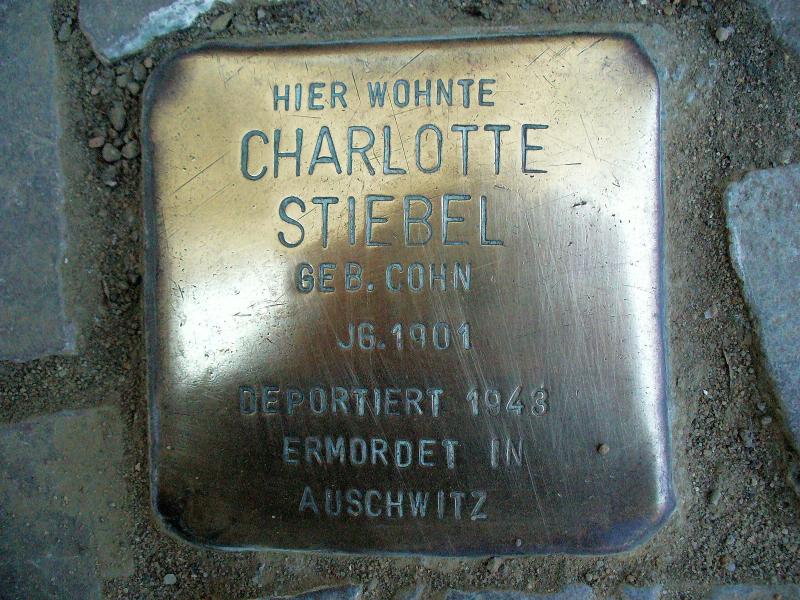 HIER WOHNTE
CHARLOTTE
STIEBEL
GEB. COHN
JG. 1901
DEPORTIERT 1943
ERMORDET IN
AUSCHWITZ